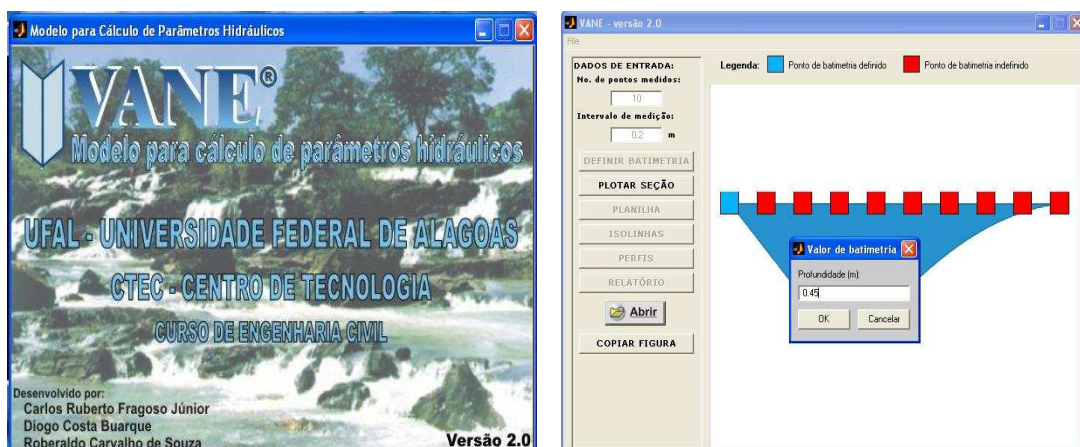 Modelo para Cálculo de Parâmetros Hidráulicos
VANE®
Modelo para cálculo de parâmetros hidráulicos
UFAL - UNIVERSIDADE FEDERAL DE ALAGOAS
CTEC - CENTRO DE TECNOLOGIA
CURSO DE ENGENHARIA CIVIL
Desenvolvido por:
Carlos Ruberto Fragoso Júnior
Diogo Costa Buarque
Roberaldo Carvalho de Souza
Versão 2.0
VANE - versão 2.0
File
DADOS DE ENTRADA:
No. de pontos medidos:
10
Intervalo de medição:
0.2 m
DEFINIR BATIMETRIA
PLOTAR SEÇÃO
PLANILHA
ISOLINHAS
PERFIS
RELATÓRIO
Abrir
COPIAR FIGURA
Legenda: Ponto de batimetria definido Ponto de batimetria indefinido
Valor de batimetria
Profundidade (m):
0.45
OK Cancelar